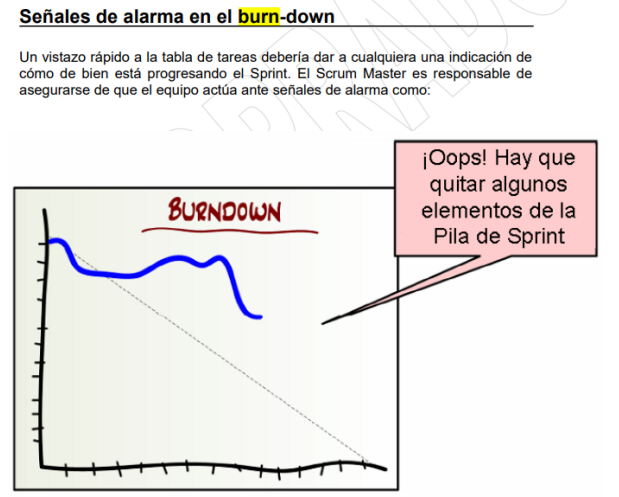 Señales de alarma en el burn-down
Un vistazo rápido a la tabla de tareas debería dar a cualquiera una indicación de
cómo de bien está progresando el Sprint. El Scrum Master es responsable de
asegurarse de que el equipo actúa ante señales de alarma como:
¡Oops! Hay que
quitar algunos
elementos de la
Pila de Sprint
BURNDOWN